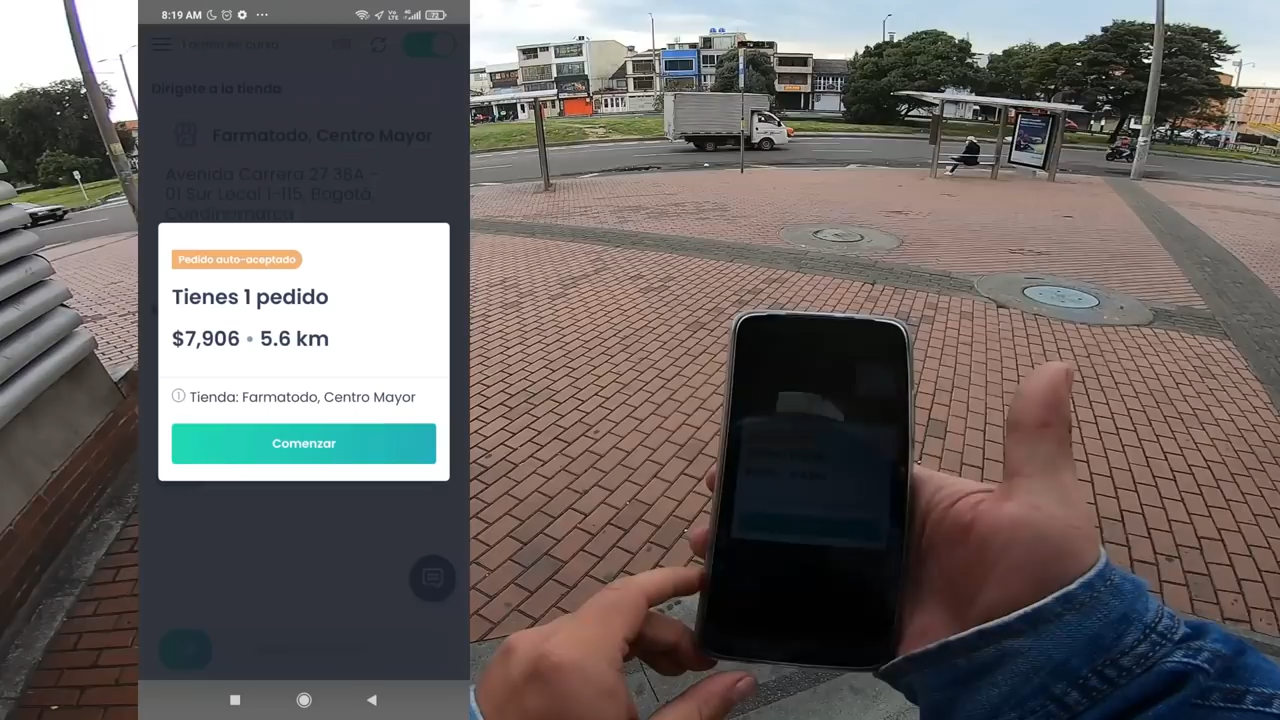 8:19 AM
Dirígete a la tienda
Farmatodo, Centro Mayor
Avenida Carrera 27 38A -
01 Sur Local 1-115, Bogotá,
Cundinamarca
Pedido auto-aceptado
Tienes 1 pedido
$7,906 • 5.6 km
1 Tienda: Farmatodo, Centro Mayor
Comenzar